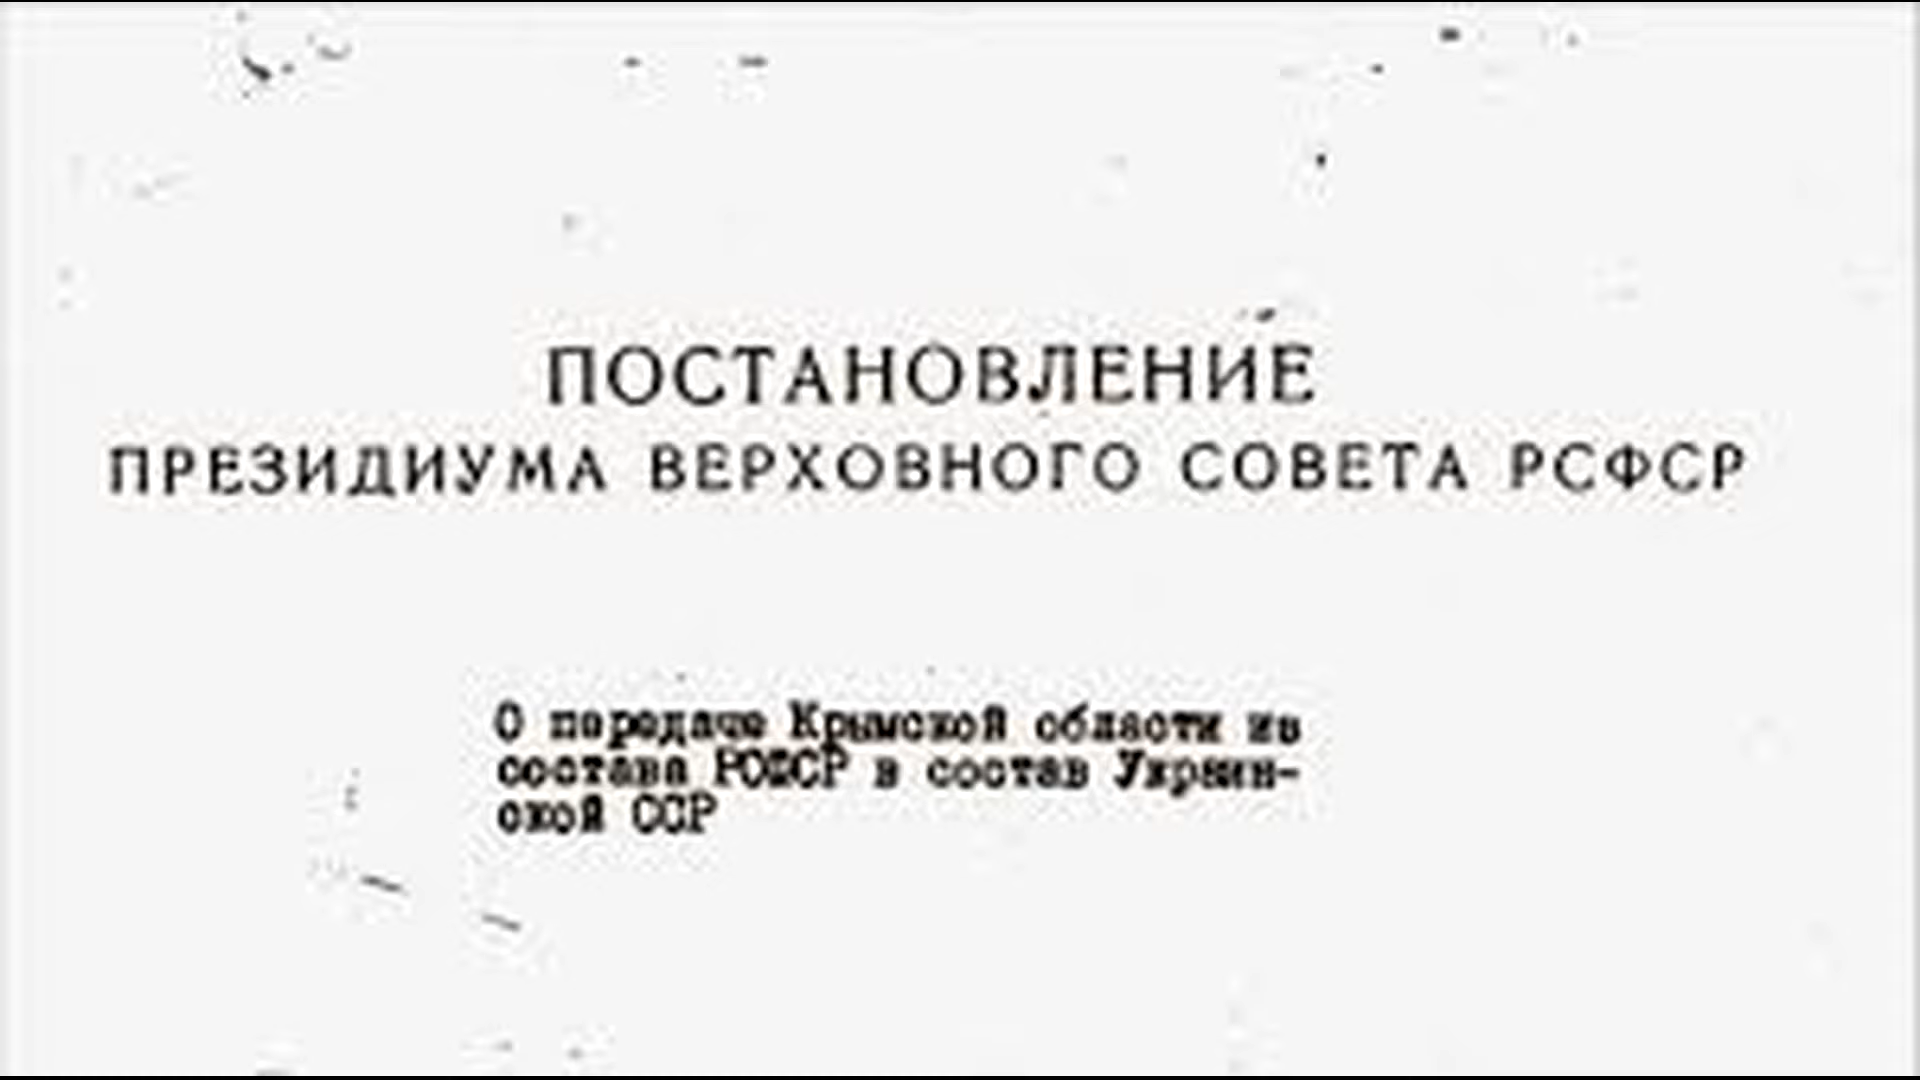 ПОСТАНОВЛЕНИЕ
ПРЕЗИДИУМА ВЕРХОВНОГО СОВЕТА РСФСР
О передаче Крымской области из
состава РСФСР в состав Украин-
ской ССР